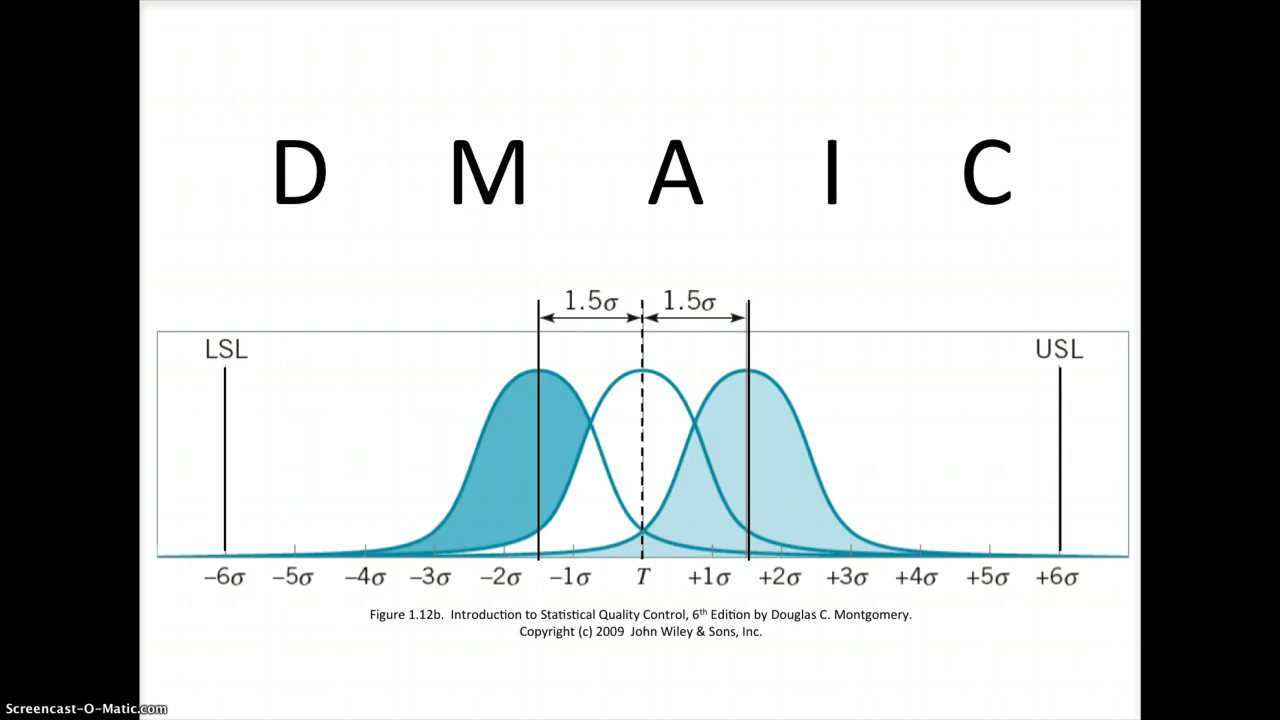 D M A I C
1.5σ 1.5σ
LSL USL
–6σ –5σ –4σ –3σ –2σ –1σ T +1σ +2σ +3σ +4σ +5σ +6σ
Figure 1.12b. Introduction to Statistical Quality Control, 6th Edition by Douglas C. Montgomery.
Copyright (c) 2009 John Wiley & Sons, Inc.
Screencast-O-Matic.com